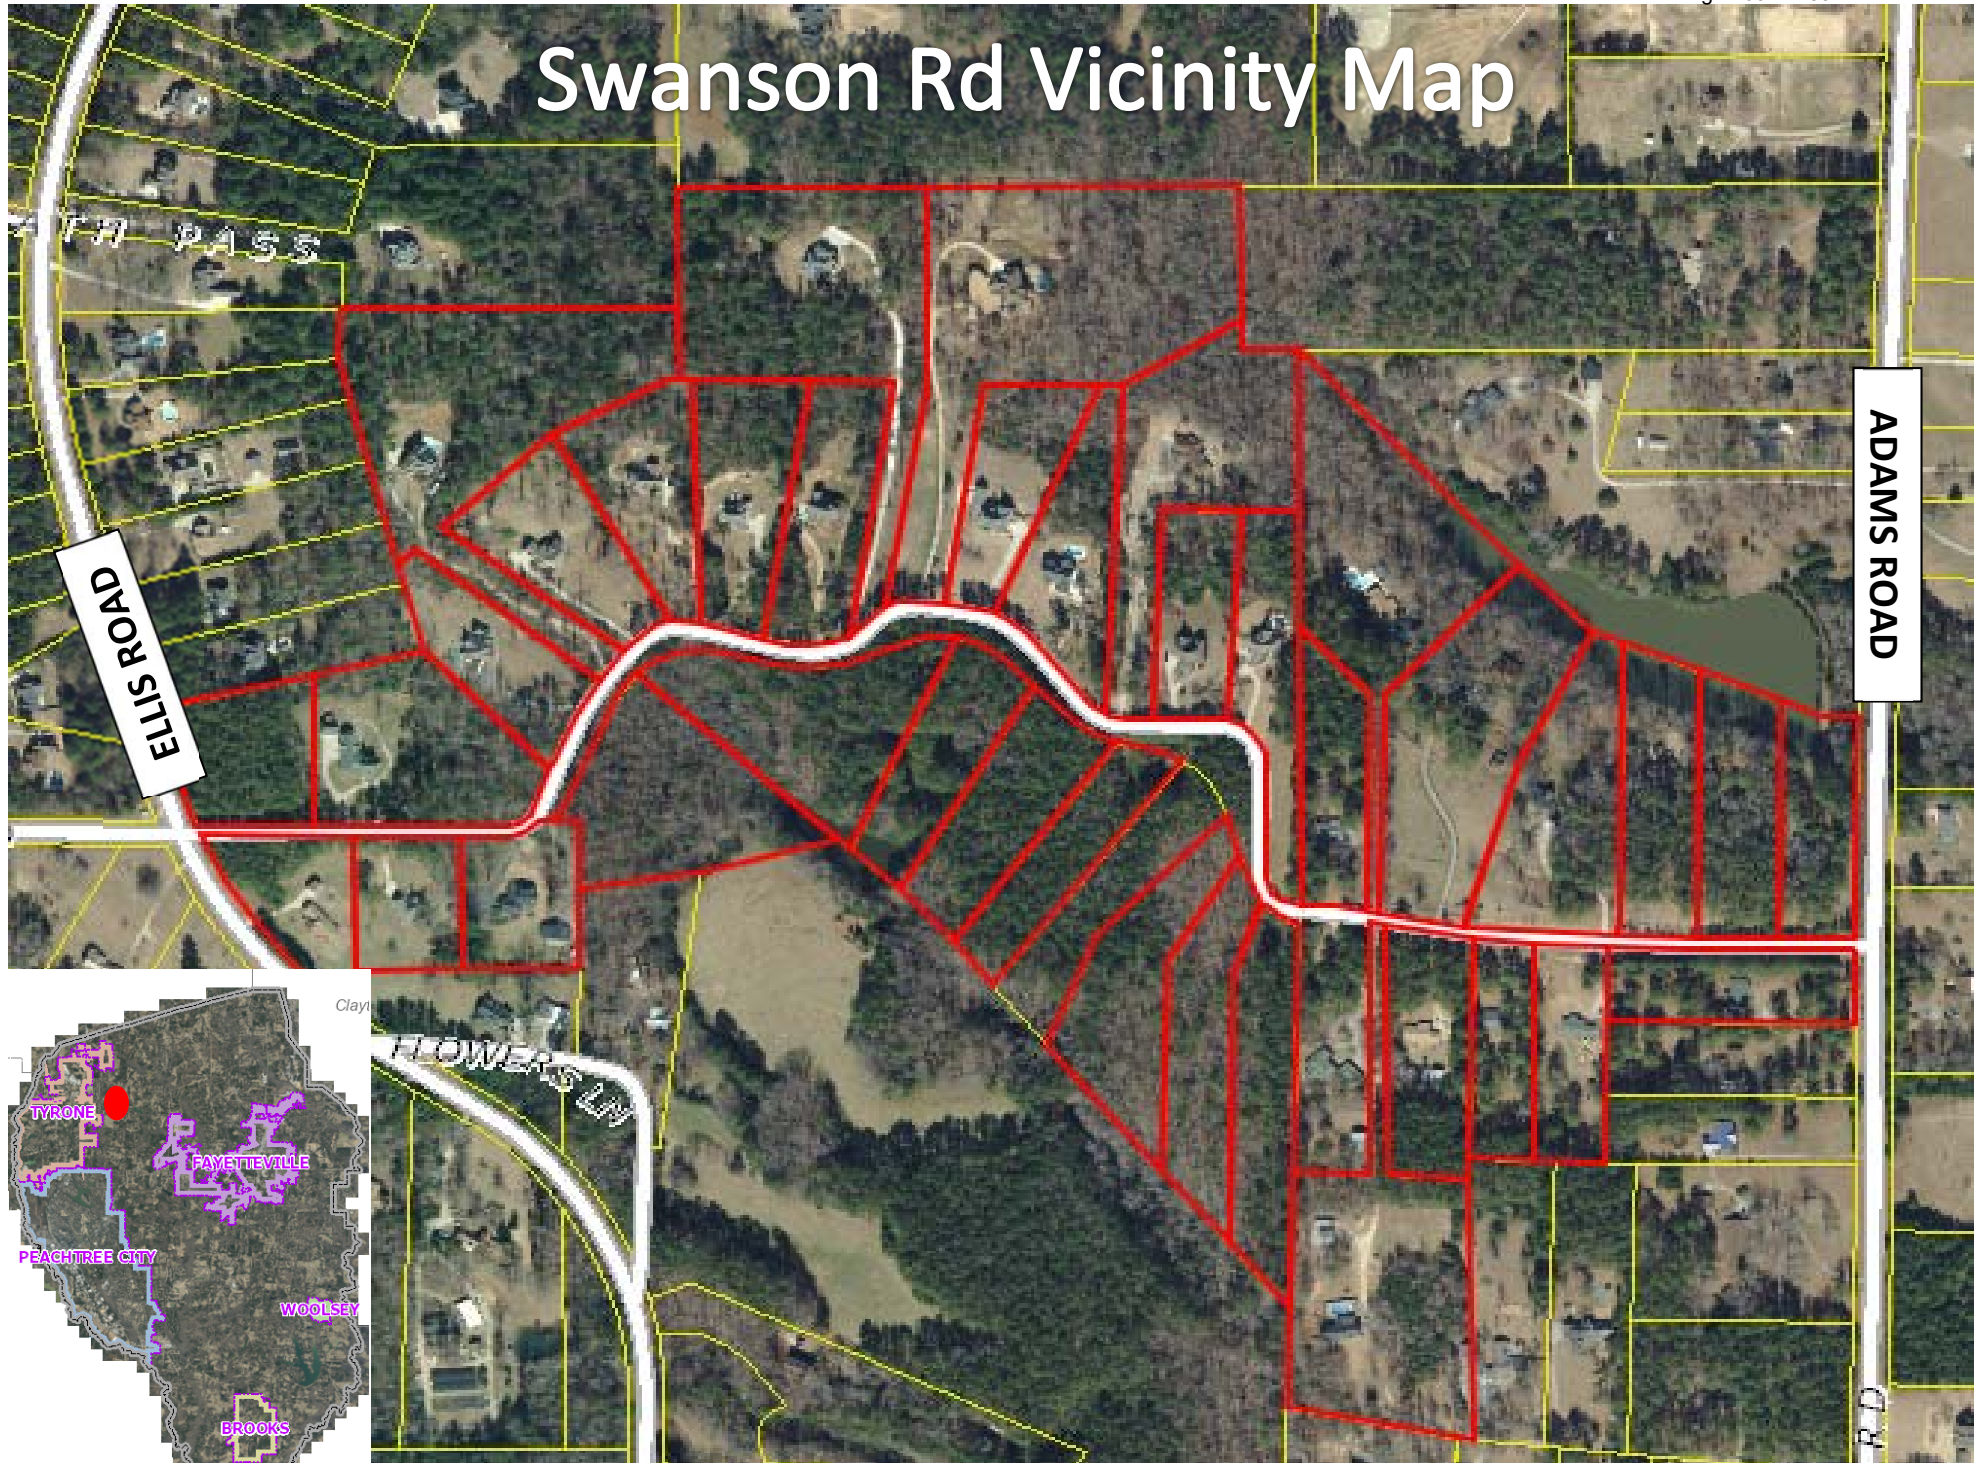 Swanson Rd Vicinity Map
PASS
ADAMS ROAD
ELLIS ROAD
FLOWERS LN
TYRONE
FAYETTEVILLE
PEACHTREE CITY
WOOLSEY
BROOKS
RD